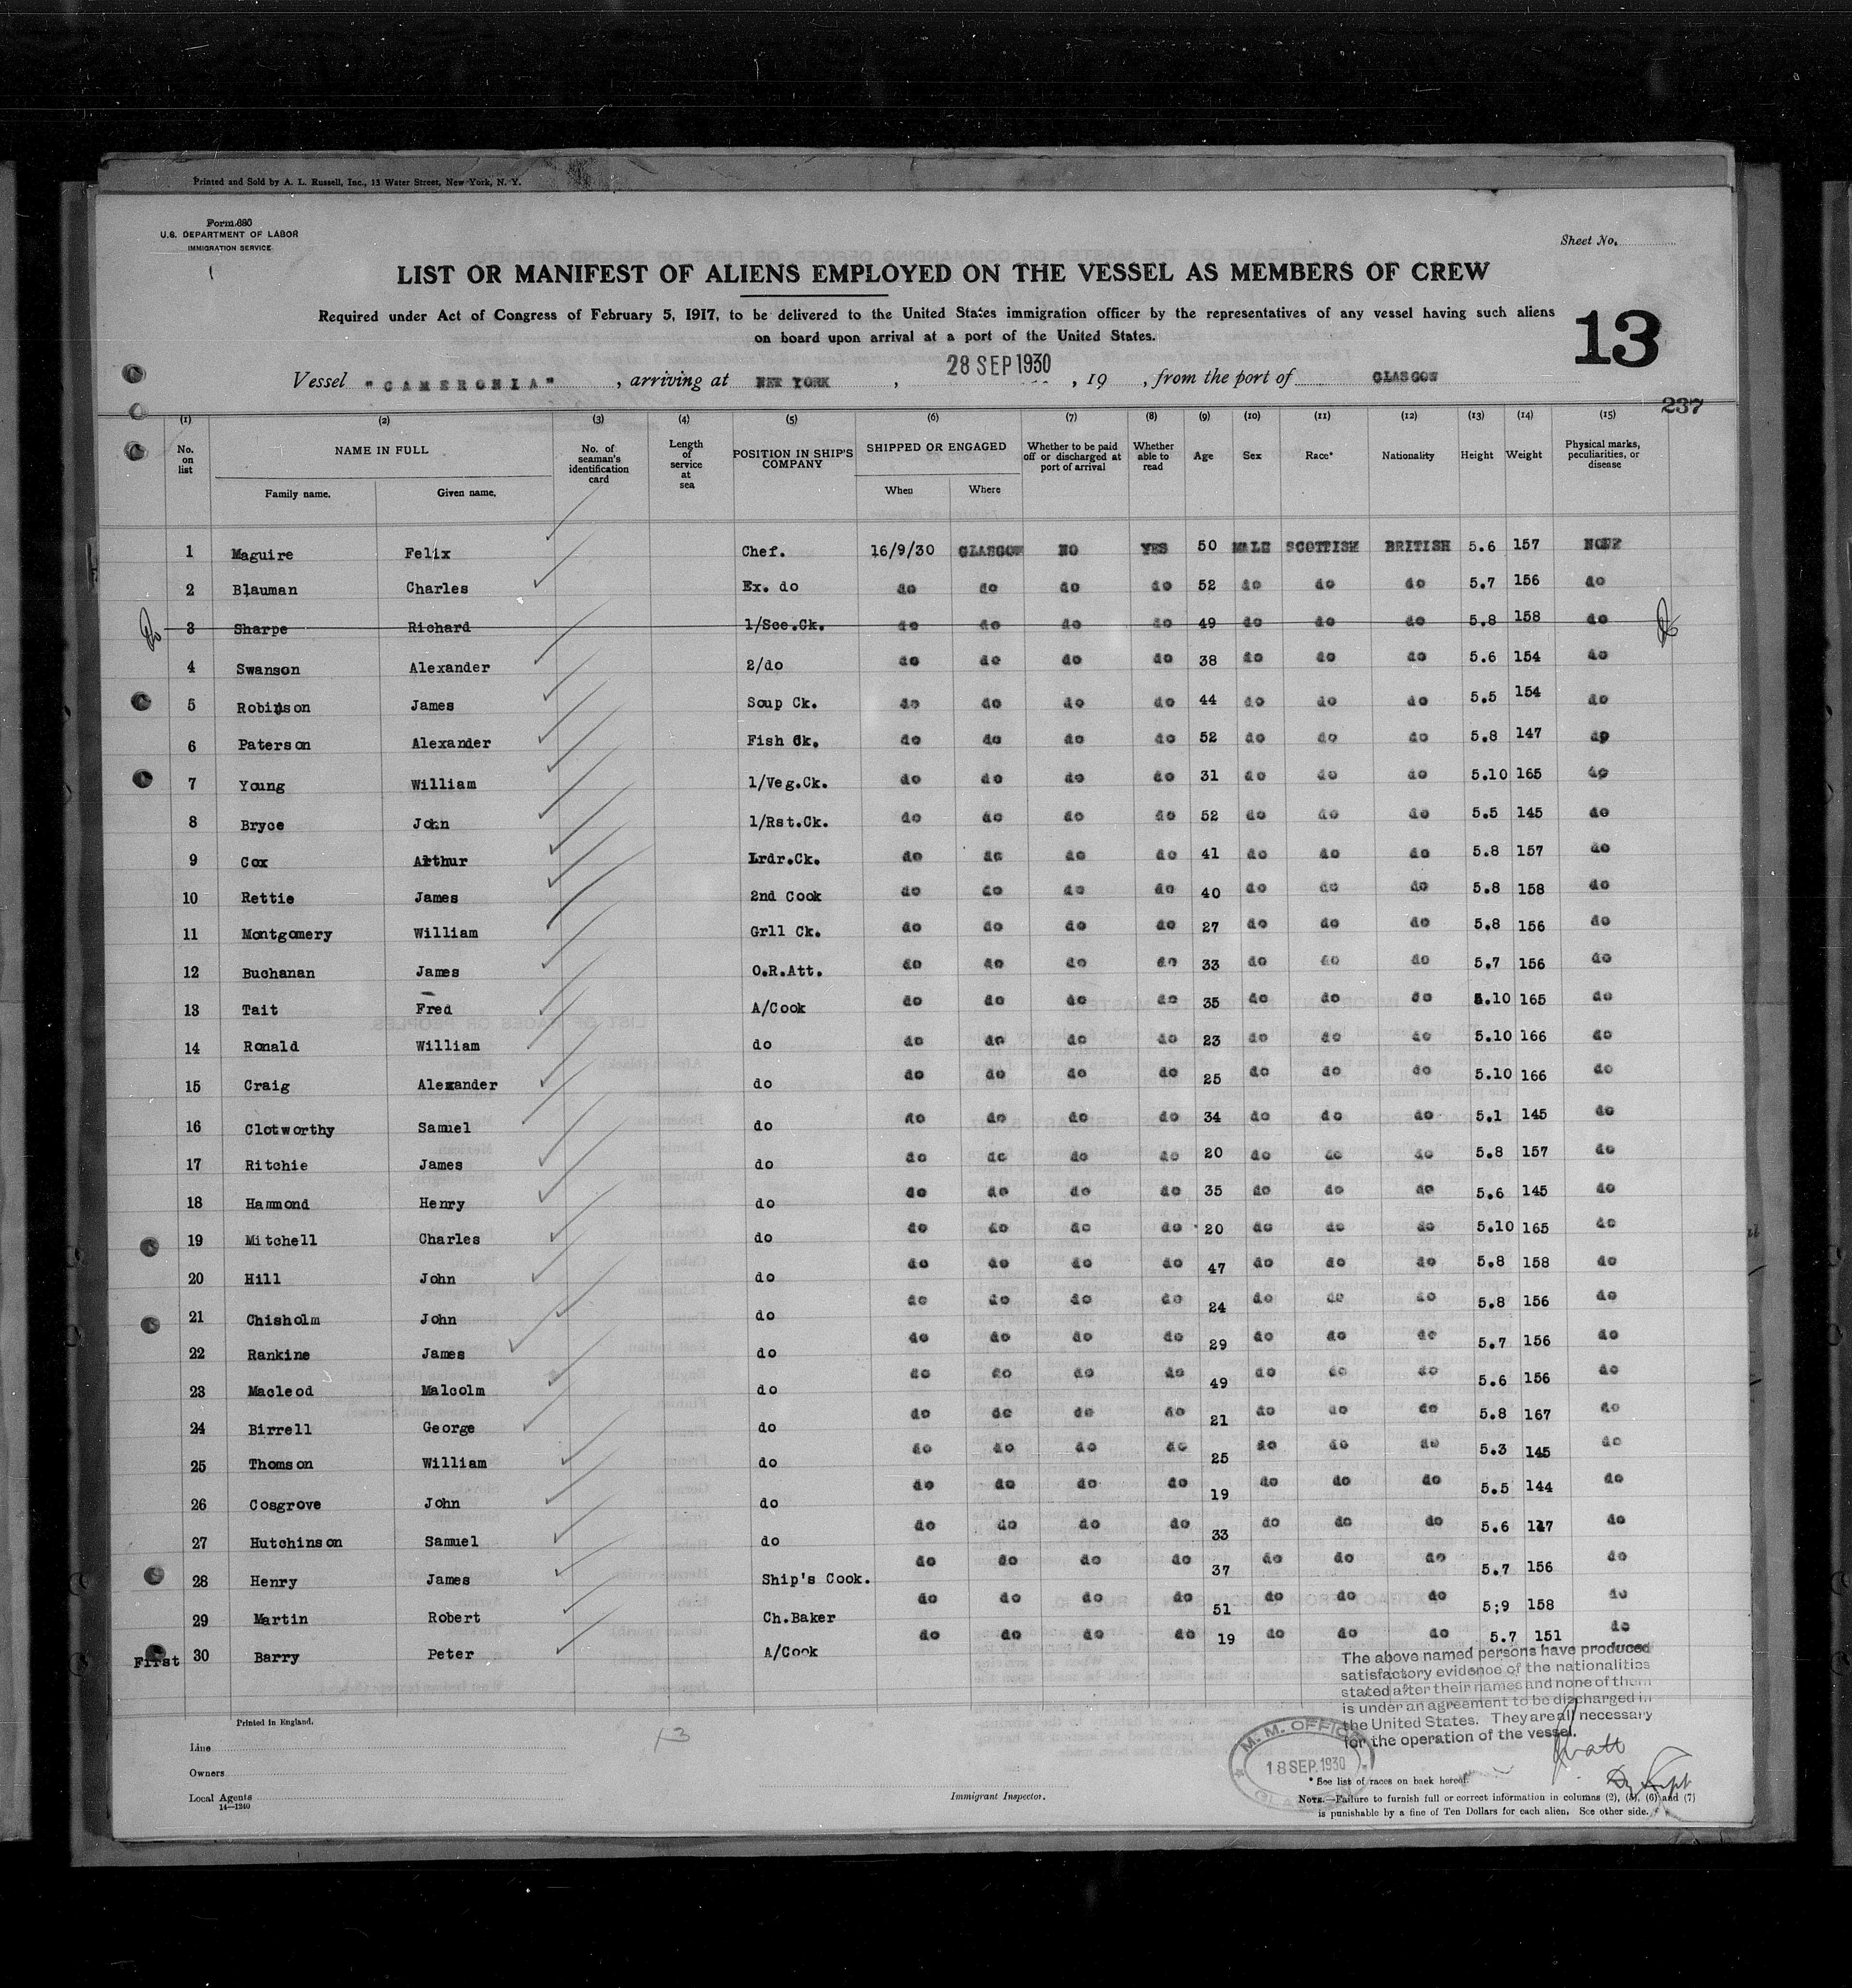 Printed and Sold by A. L. Russell, Inc., 13 Water Street, New York, N. Y.
Form 680
U.S. DEPARTMENT OF LABOR
IMMIGRATION SERVICE
Sheet No.
LIST OR MANIFEST OF ALIENS EMPLOYED ON THE VESSEL AS MEMBERS OF CREW
Required under Act of Congress of February 5, 1917, to be delivered to the United States immigration officer by the representatives of any vessel having such aliens
on board upon arrival at a port of the United States.
13
28 SEP 1930
Vessel "CAMERONIA", arriving at NEW YORK, , 19 , from the port of GLASGOW
237
(1) (2) (3) (4) (5) (6) (7) (8) (9) (10) (11) (12) (13) (14) (15)
No. on list NAME IN FULL Family name. Given name. No. of seaman's identification card Length of service at sea POSITION IN SHIP'S COMPANY SHIPPED OR ENGAGED When Where Whether to be paid off or discharged at port of arrival Whether able to read Age Sex Race* Nationality Height Weight Physical marks, peculiarities, or disease
1 Maguire Felix Chef. 16/9/30 GLASGOW NO YES 50 MALE SCOTTISH BRITISH 5.6 157 NONE
2 Blauman Charles Ex. do do do do do 52 do do do 5.7 156 do
3 Sharpe Richard 1/Sce.Ck. do do do do 49 do do do 5.8 158 do
4 Swanson Alexander 2/do do do do do 38 do do do 5.6 154 do
5 Robinson James Soup Ck. do do do do 44 do do do 5.5 154 do
6 Paterson Alexander Fish Ck. do do do do 52 do do do 5.8 147 do
7 Young William 1/Veg.Ck. do do do do 31 do do do 5.10 165 do
8 Bryce John 1/Rst.Ck. do do do do 52 do do do 5.5 145 do
9 Cox Arthur Lrdr.Ck. do do do do 41 do do do 5.8 157 do
10 Rettie James 2nd Cook do do do do 40 do do do 5.8 158 do
11 Montgomery William Grll Ck. do do do do 27 do do do 5.8 156 do
12 Buchanan James O.R.Att. do do do do 33 do do do 5.7 156 do
13 Tait Fred A/Cook do do do do 35 do do do 5.10 165 do
14 Ronald William do do do do do 23 do do do 5.10 166 do
15 Craig Alexander do do do do do 25 do do do 5.10 166 do
16 Clotworthy Samuel do do do do do 34 do do do 5.1 145 do
17 Ritchie James do do do do do 20 do do do 5.8 157 do
18 Hammond Henry do do do do do 35 do do do 5.6 145 do
19 Mitchell Charles do do do do do 20 do do do 5.10 165 do
20 Hill John do do do do do 47 do do do 5.8 158 do
21 Chisholm John do do do do do 24 do do do 5.8 156 do
22 Rankine James do do do do do 29 do do do 5.7 156 do
23 Macleod Malcolm do do do do do 49 do do do 5.6 156 do
24 Birrell George do do do do do 21 do do do 5.8 167 do
25 Thomson William do do do do do 25 do do do 5.3 145 do
26 Cosgrove John do do do do do 19 do do do 5.5 144 do
27 Hutchinson Samuel do do do do do 33 do do do 5.6 do
28 Henry James Ship's Cook. do do do do 37 do do do 5.7 156 do
29 Martin Robert Ch.Baker do do do do 51 do do do 5;9 158 do
First 30 Barry Peter A/Cook do do do do 19 do do do 5.7 151 do
The above named persons have produced
satisfactory evidence of the nationalities
stated after their names and none of them
is under an agreement to be discharged in
the United States. They are all necessary
for the operation of the vessel.
Printed in England.
13
Line
Owners
Local Agents
14—1240
Immigrant Inspector.
M. M. OFFICE
18 SEP. 1930
GLASGOW
* See list of races on back hereof.
NOTE.—Failure to furnish full or correct information in columns (2), (5), (6) and (7)
is punishable by a fine of Ten Dollars for each alien. See other side.